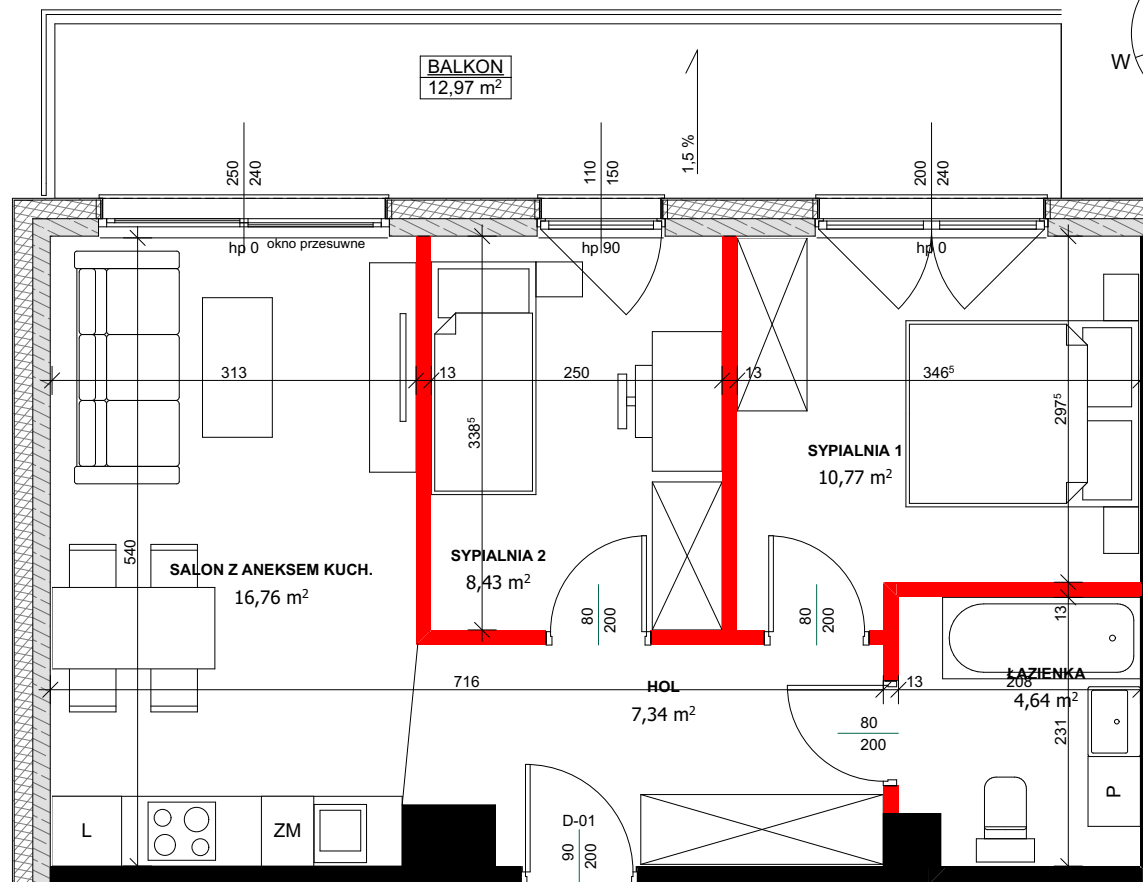 W
BALKON
12,97 m²
1,5 %
250
240
110
150
200
240
hp 0
okno przesuwne
hp 90
hp 0
313
13
250
13
346⁵
338⁵
297⁵
SYPIALNIA 1
10,77 m²
540
SALON Z ANEKSEM KUCH.
16,76 m²
SYPIALNIA 2
8,43 m²
80
200
80
200
13
716
HOL
7,34 m²
13
208
ŁAZIENKA
4,64 m²
80
200
231
L
ZM
D-01
90
200
P